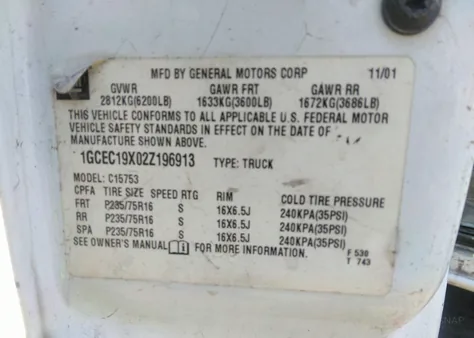 MFD BY GENERAL MOTORS CORP 11/01
GVWR GAWR FRT GAWR RR
2812KG(6200LB) 1633KG(3600LB) 1672KG(3686LB)
THIS VEHICLE CONFORMS TO ALL APPLICABLE U.S. FEDERAL MOTOR
VEHICLE SAFETY STANDARDS IN EFFECT ON THE DATE OF
MANUFACTURE SHOWN ABOVE.
1GCEC19X02Z196913 TYPE: TRUCK
MODEL: C15753
CPFA TIRE SIZE SPEED RTG RIM COLD TIRE PRESSURE
FRT P235/75R16 S 16X6.5J 240KPA(35PSI)
RR P235/75R16 S 16X6.5J 240KPA(35PSI)
SPA P235/75R16 S 16X6.5J 240KPA(35PSI)
SEE OWNER'S MANUAL FOR MORE INFORMATION.
F 530
T 743